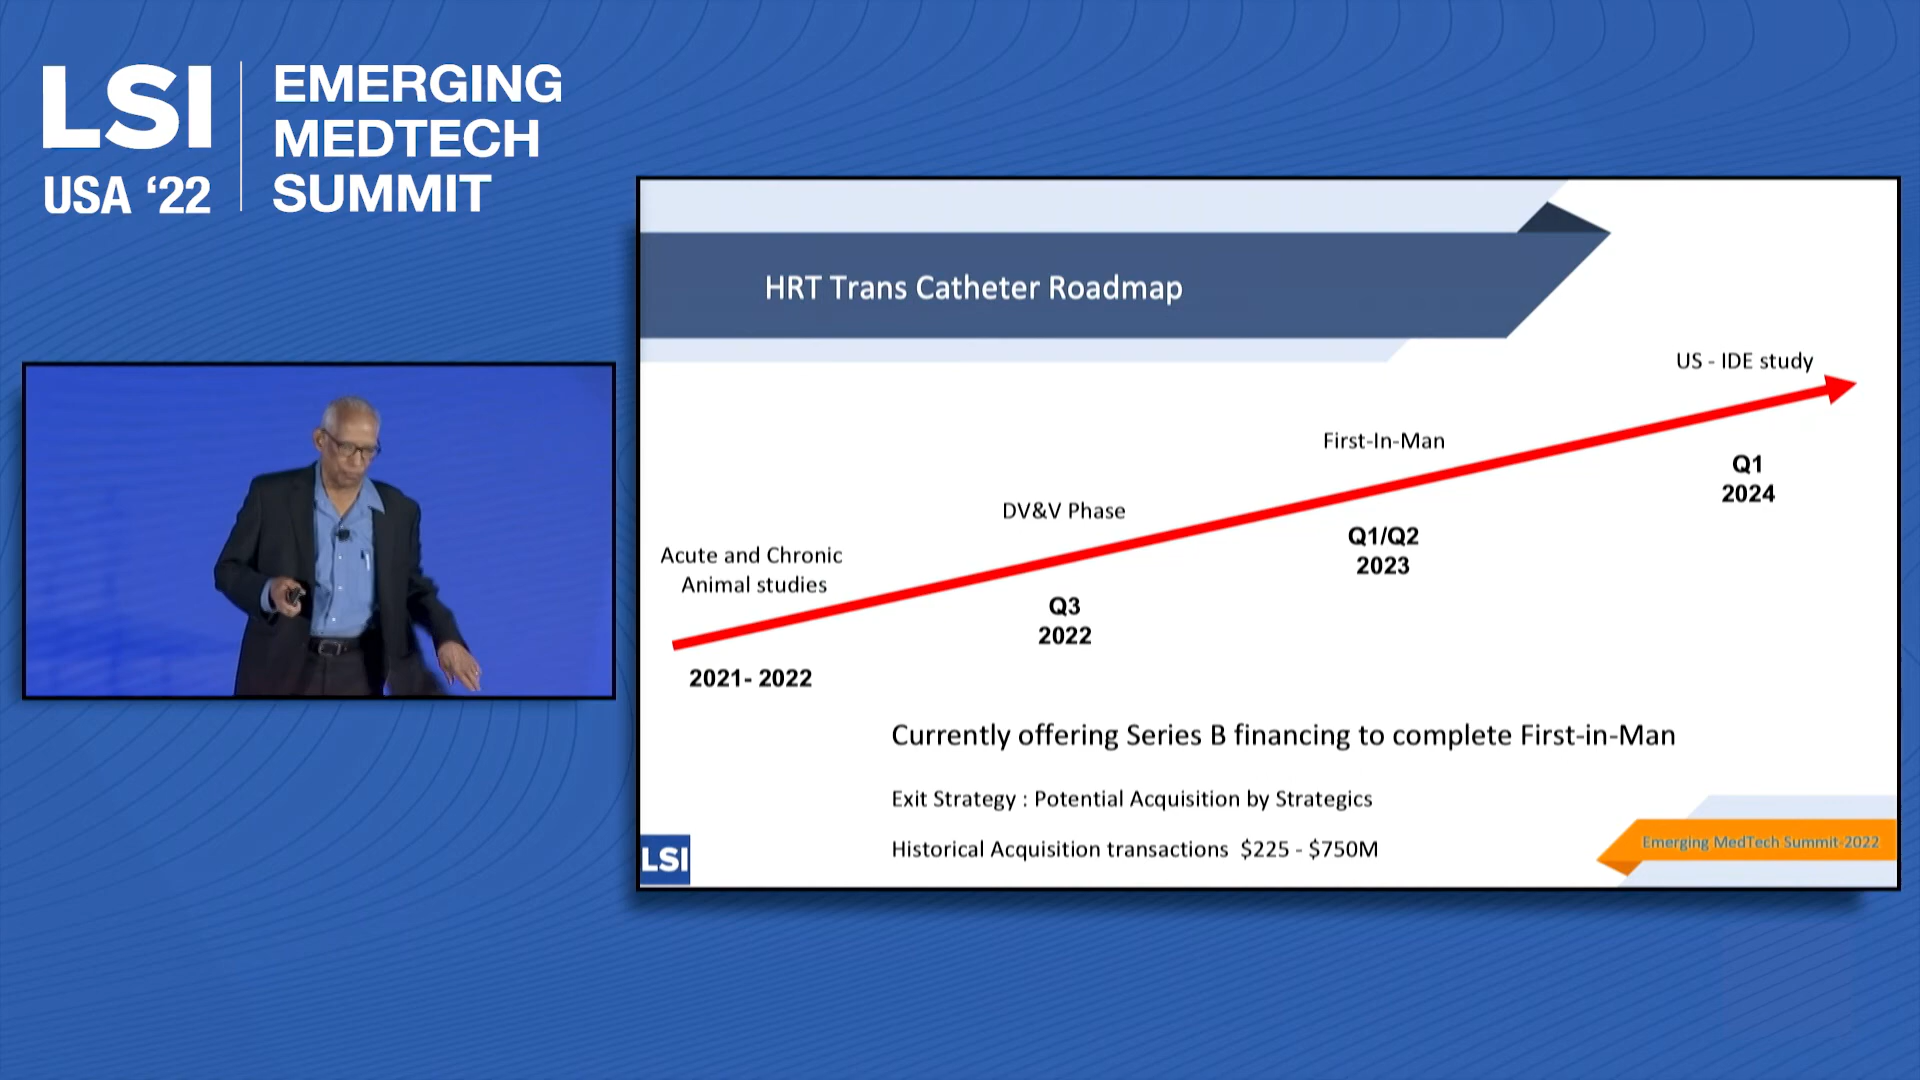 LSI
USA ‘22
EMERGING
MEDTECH
SUMMIT
HRT Trans Catheter Roadmap
US - IDE study
First-In-Man
Q1
2024
DV&V Phase
Q1/Q2
2023
Acute and Chronic
Animal studies
Q3
2022
2021- 2022
Currently offering Series B financing to complete First-in-Man
Exit Strategy : Potential Acquisition by Strategics
Historical Acquisition transactions $225 - $750M
LSI
Emerging MedTech Summit-2022